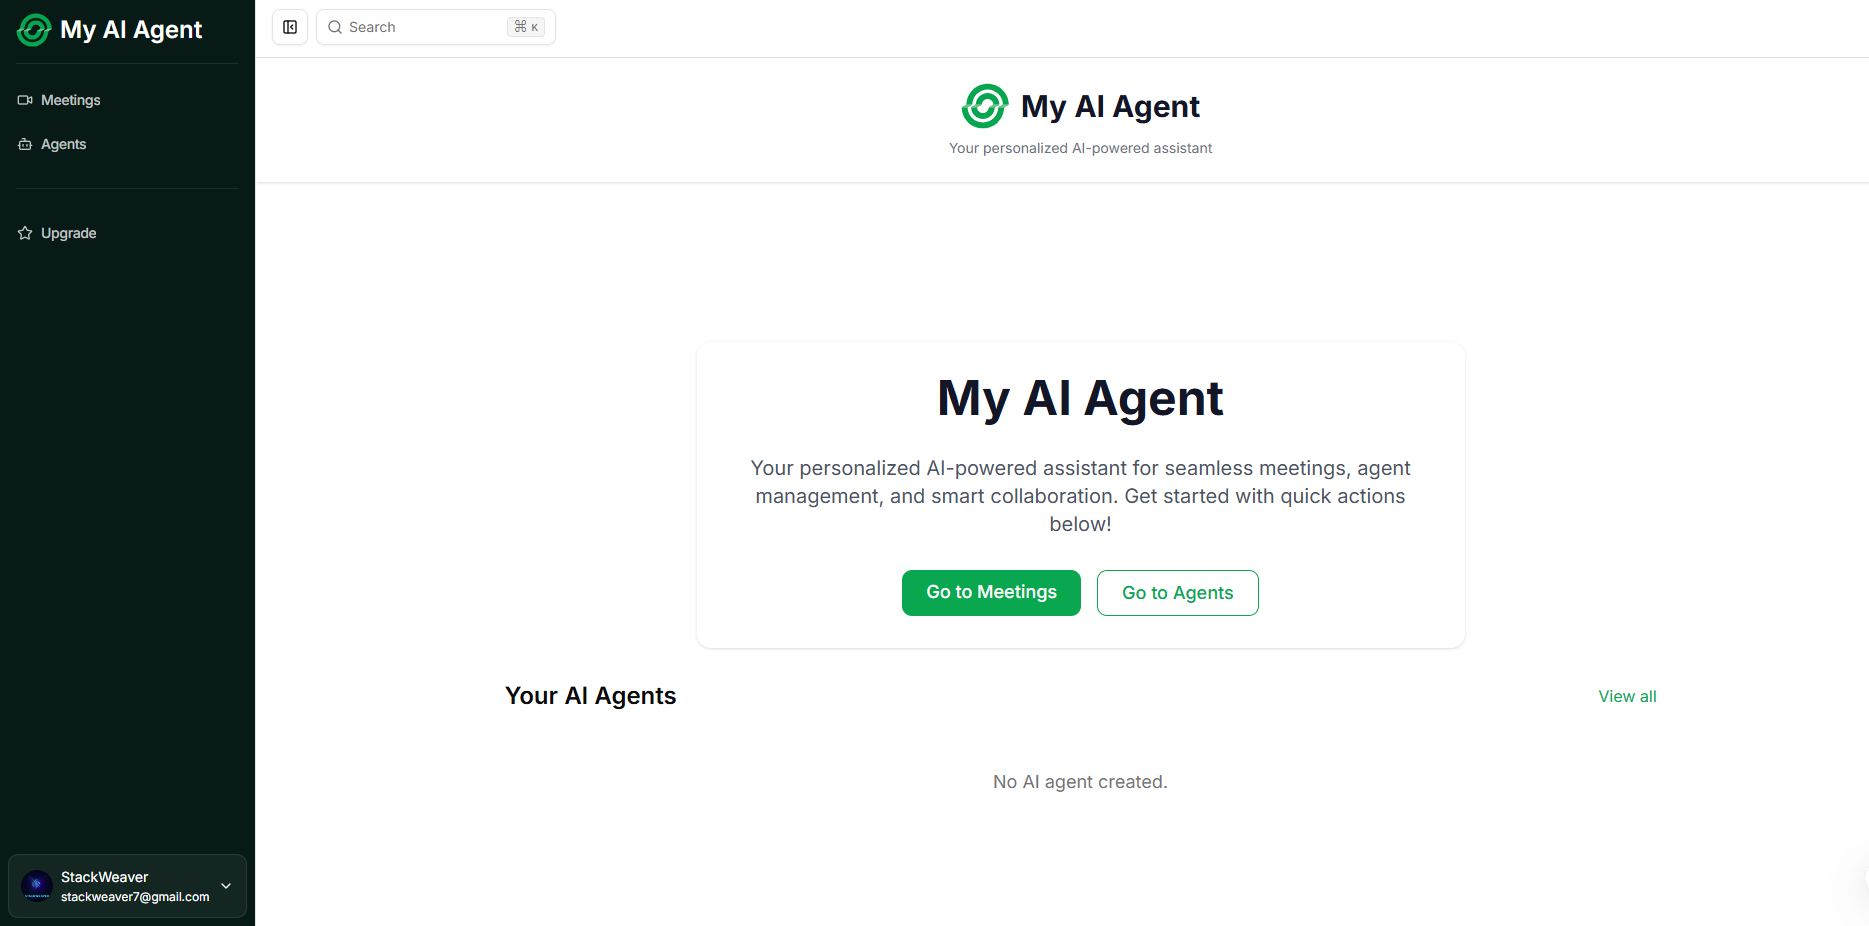 My AI Agent
Meetings
Agents
Upgrade
StackWeaver
stackweaver7@gmail.com
Search
⌘ K
My AI Agent
Your personalized AI-powered assistant
My AI Agent
Your personalized AI-powered assistant for seamless meetings, agent
management, and smart collaboration. Get started with quick actions
below!
Go to Meetings
Go to Agents
Your AI Agents
View all
No AI agent created.